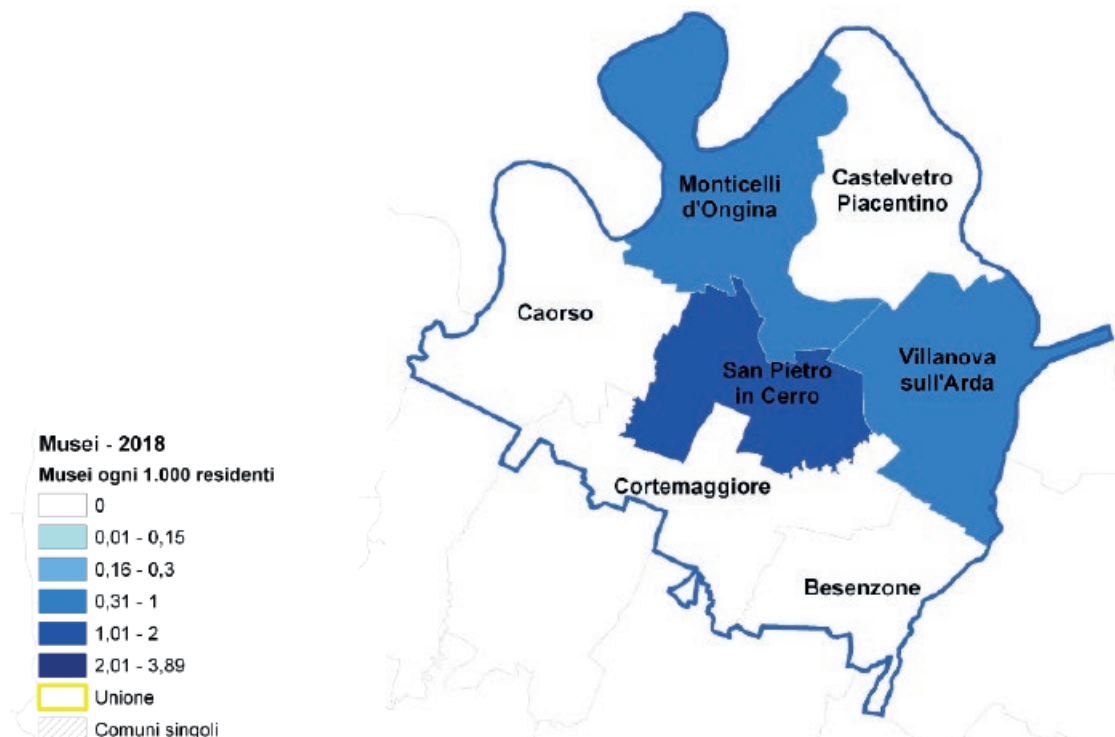 Monticelli
d'Ongina
Castelvetro
Piacentino
Caorso
San Pietro
in Cerro
Villanova
sull'Arda
Cortemaggiore
Besenzone
Musei - 2018
Musei ogni 1.000 residenti
0
0,01 - 0,15
0,16 - 0,3
0,31 - 1
1,01 - 2
2,01 - 3,89
Unione
Comuni singoli